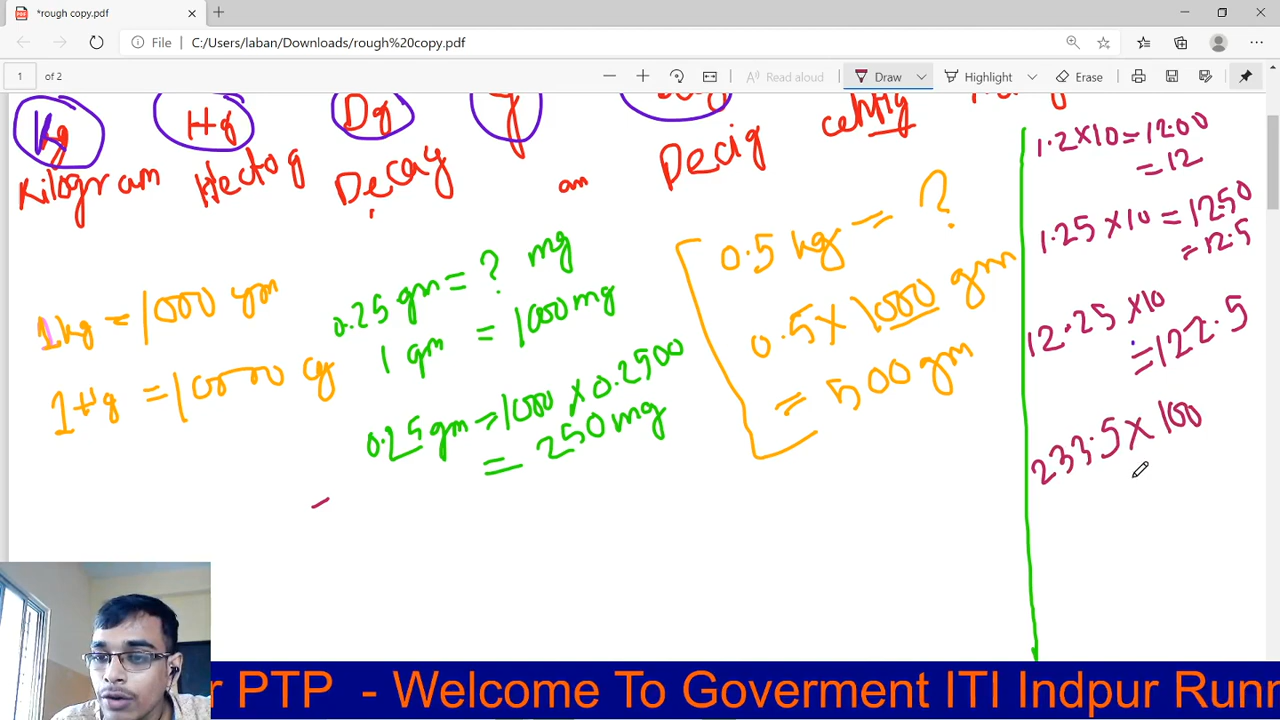 *rough copy.pdf
File C:/Users/laban/Downloads/rough%20copy.pdf
1 of 2
Read aloud
Draw
Highlight
Erase
Kg Hg Dg g
Kilogram Hectog Decay am Decig centig
1kg = 1000 gm
0.25 gm = ? mg
1 gm = 1000 mg
0.25 gm = 1000 × 0.2500
= 250 mg
0.5 kg = ?
0.5 × 1000 gm
= 500 gm
1.2×10=12.00
= 12
1.25 ×10 = 12.50
= 12.5
12.25 ×10
=122.5
233.5×100
r PTP - Welcome To Goverment ITI Indpur Runn